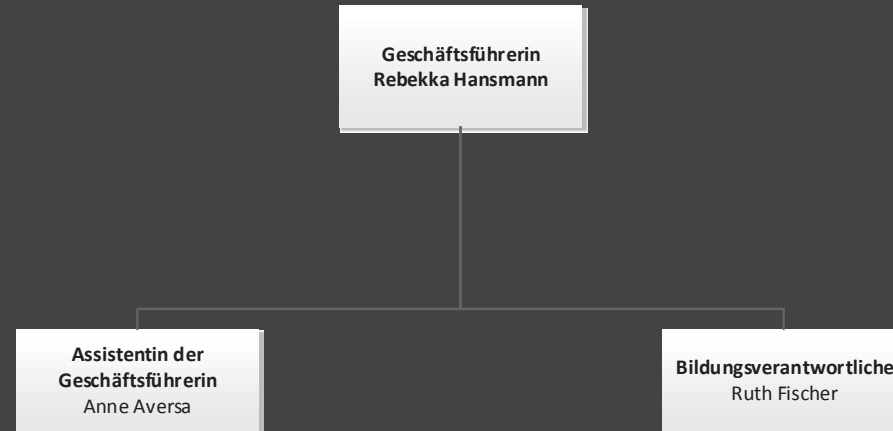 Geschäftsführerin
Rebekka Hansmann
Assistentin der
Geschäftsführerin
Anne Aversa
Bildungsverantwortliche
Ruth Fischer